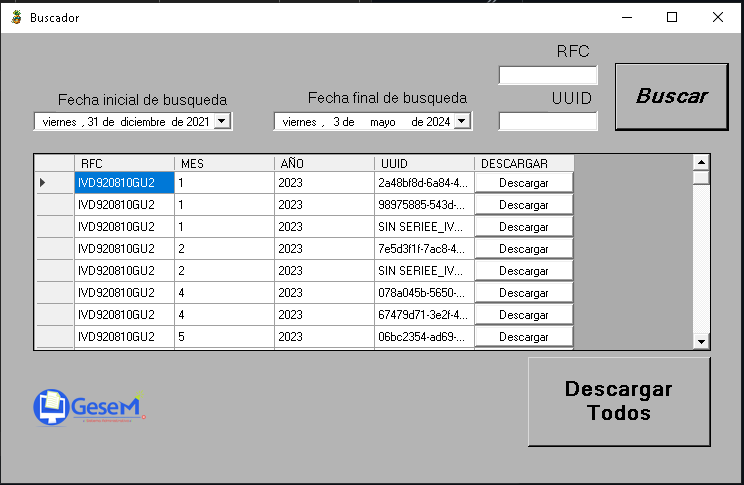 Buscador
RFC
Fecha inicial de busqueda
Fecha final de busqueda
UUID
Buscar
viernes , 31 de diciembre de 2021
viernes , 3 de mayo de 2024
RFC MES AÑO UUID DESCARGAR
IVD920810GU2 1 2023 2a48bf8d-6a84-4... Descargar
IVD920810GU2 1 2023 98975885-543d-... Descargar
IVD920810GU2 1 2023 SIN SERIEE_IV... Descargar
IVD920810GU2 2 2023 7e5d3f1f-7ac8-4... Descargar
IVD920810GU2 2 2023 SIN SERIEE_IV... Descargar
IVD920810GU2 4 2023 078a045b-5650-... Descargar
IVD920810GU2 4 2023 67479d71-3e2f-4... Descargar
IVD920810GU2 5 2023 06bc2354-ad69-... Descargar
GeseM
Descargar
Todos